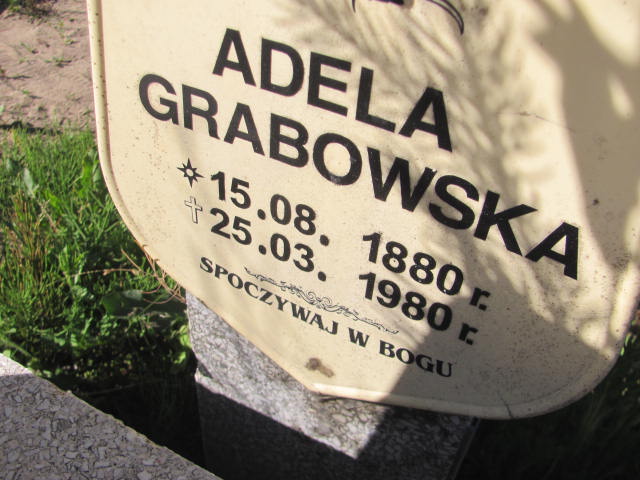 ADELA
GRABOWSKA
15.08. 1880 r.
25.03. 1980 r.
SPOCZYWAJ W BOGU